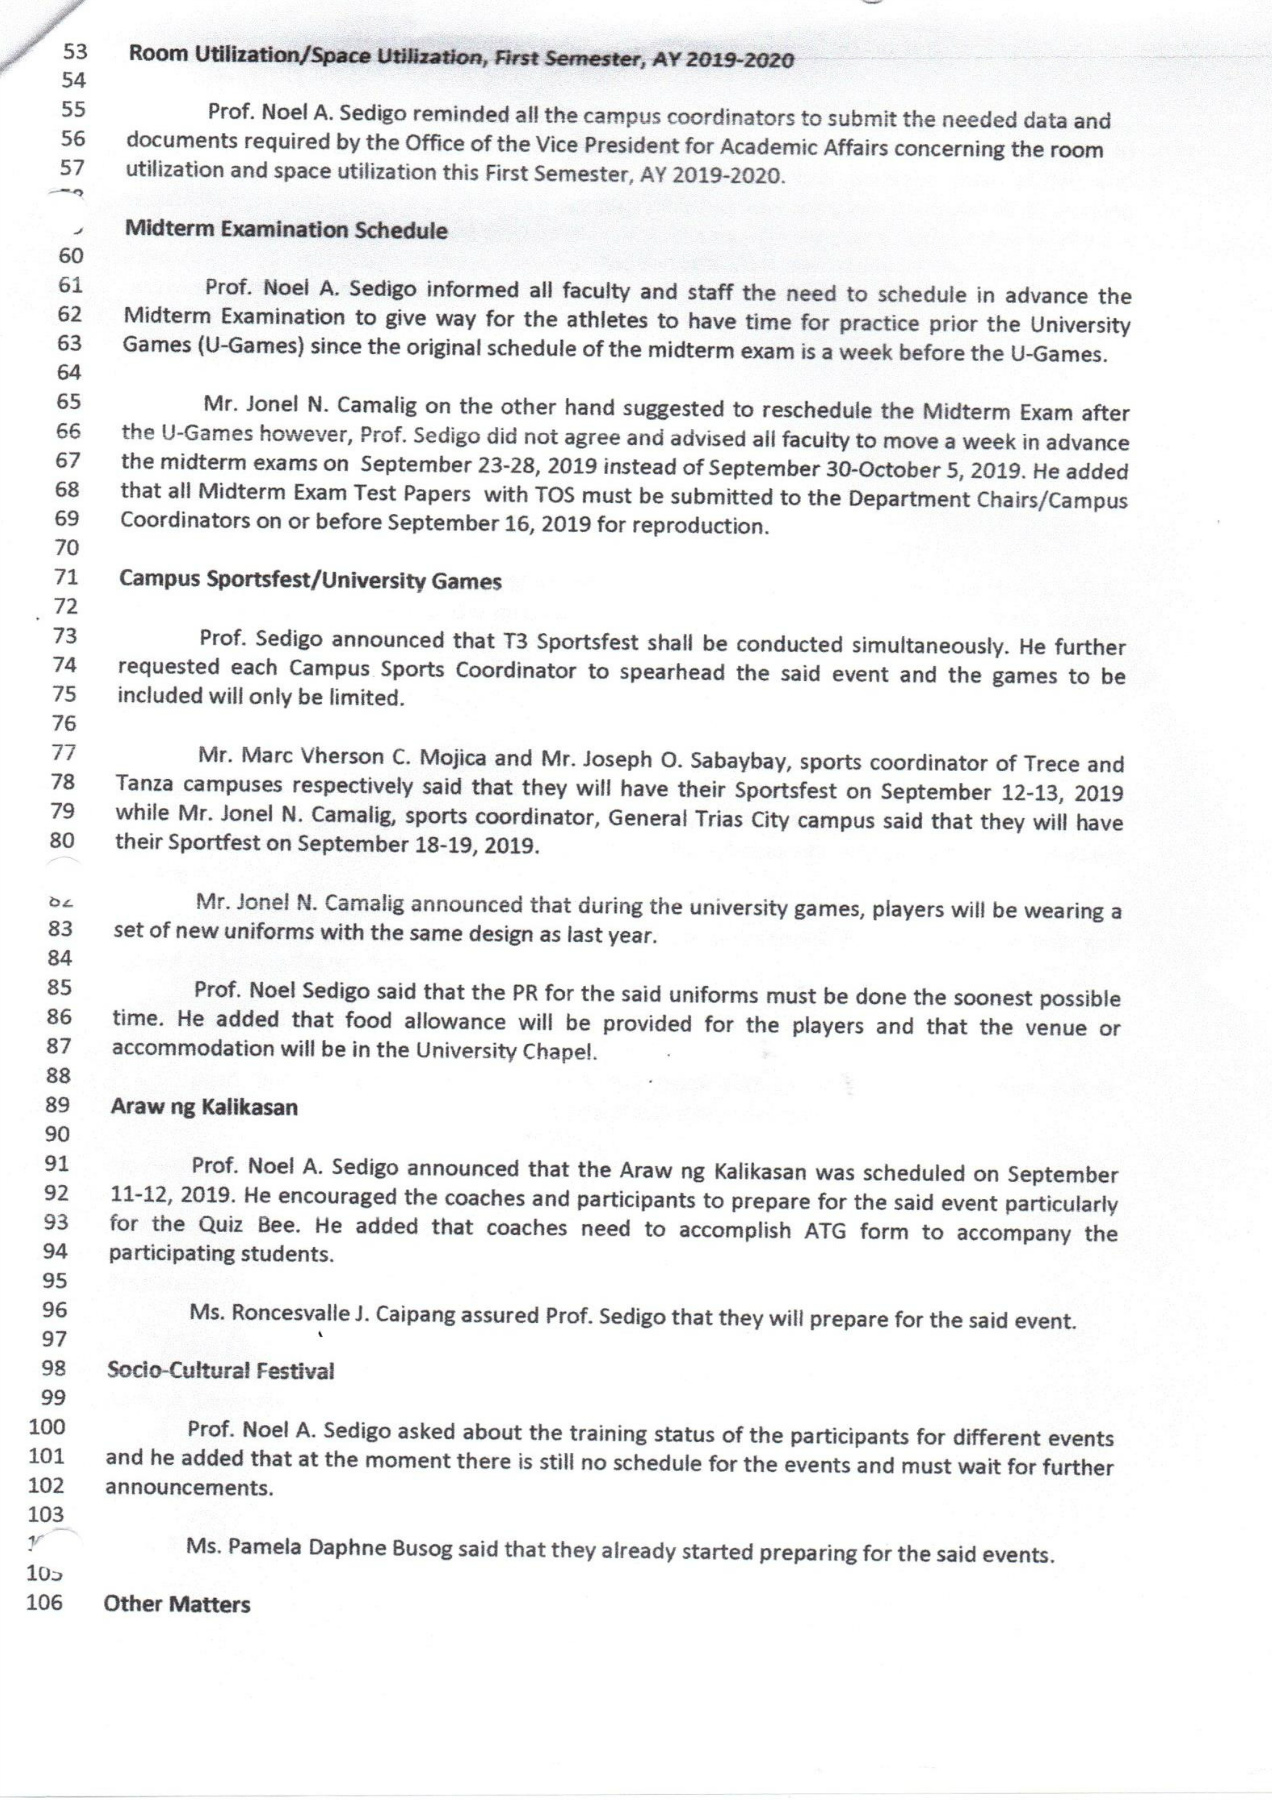 53 Room Utilization/Space Utilization, First Semester, AY 2019-2020
54
55 Prof. Noel A. Sedigo reminded all the campus coordinators to submit the needed data and
56 documents required by the Office of the Vice President for Academic Affairs concerning the room
57 utilization and space utilization this First Semester, AY 2019-2020.
Midterm Examination Schedule
60
61 Prof. Noel A. Sedigo informed all faculty and staff the need to schedule in advance the
62 Midterm Examination to give way for the athletes to have time for practice prior the University
63 Games (U-Games) since the original schedule of the midterm exam is a week before the U-Games.
64
65 Mr. Jonel N. Camalig on the other hand suggested to reschedule the Midterm Exam after
66 the U-Games however, Prof. Sedigo did not agree and advised all faculty to move a week in advance
67 the midterm exams on September 23-28, 2019 instead of September 30-October 5, 2019. He added
68 that all Midterm Exam Test Papers with TOS must be submitted to the Department Chairs/Campus
69 Coordinators on or before September 16, 2019 for reproduction.
70
71 Campus Sportsfest/University Games
72
73 Prof. Sedigo announced that T3 Sportsfest shall be conducted simultaneously. He further
74 requested each Campus Sports Coordinator to spearhead the said event and the games to be
75 included will only be limited.
76
77 Mr. Marc Vherson C. Mojica and Mr. Joseph O. Sabaybay, sports coordinator of Trece and
78 Tanza campuses respectively said that they will have their Sportsfest on September 12-13, 2019
79 while Mr. Jonel N. Camalig, sports coordinator, General Trias City campus said that they will have
80 their Sportfest on September 18-19, 2019.
Mr. Jonel N. Camalig announced that during the university games, players will be wearing a
83 set of new uniforms with the same design as last year.
84
85 Prof. Noel Sedigo said that the PR for the said uniforms must be done the soonest possible
86 time. He added that food allowance will be provided for the players and that the venue or
87 accommodation will be in the University Chapel.
88
89 Araw ng Kalikasan
90
91 Prof. Noel A. Sedigo announced that the Araw ng Kalikasan was scheduled on September
92 11-12, 2019. He encouraged the coaches and participants to prepare for the said event particularly
93 for the Quiz Bee. He added that coaches need to accomplish ATG form to accompany the
94 participating students.
95
96 Ms. Roncesvalle J. Caipang assured Prof. Sedigo that they will prepare for the said event.
97
98 Socio-Cultural Festival
99
100 Prof. Noel A. Sedigo asked about the training status of the participants for different events
101 and he added that at the moment there is still no schedule for the events and must wait for further
102 announcements.
103
Ms. Pamela Daphne Busog said that they already started preparing for the said events.
105
106 Other Matters